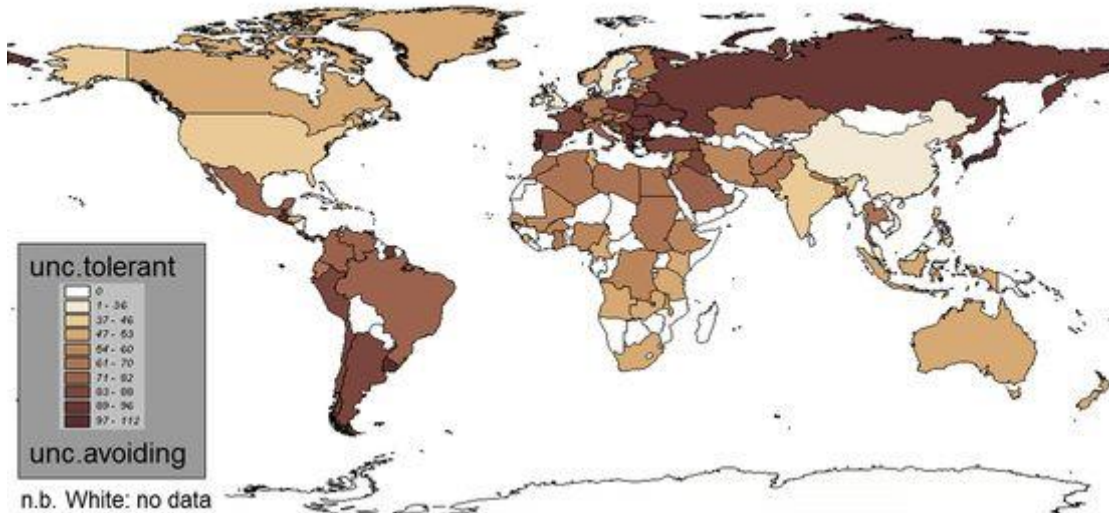 unc.tolerant
0
1 - 36
37 - 46
47 - 53
54 - 60
61 - 70
71 - 82
83 - 88
89 - 96
97 - 112
unc.avoiding
n.b. White: no data